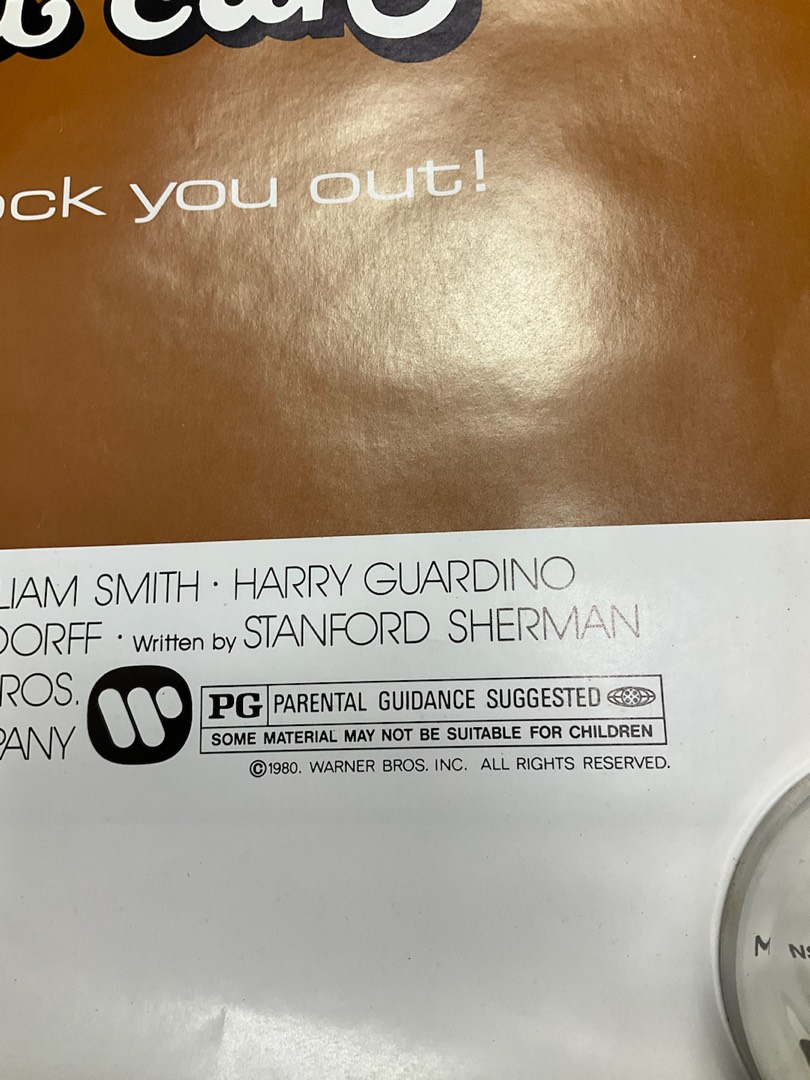 Can
ock you out!
LIAM SMITH · HARRY GUARDINO
DORFF · Written by STANFORD SHERMAN
ROS.
PANY
PG PARENTAL GUIDANCE SUGGESTED
SOME MATERIAL MAY NOT BE SUITABLE FOR CHILDREN
©1980. WARNER BROS. INC. ALL RIGHTS RESERVED.